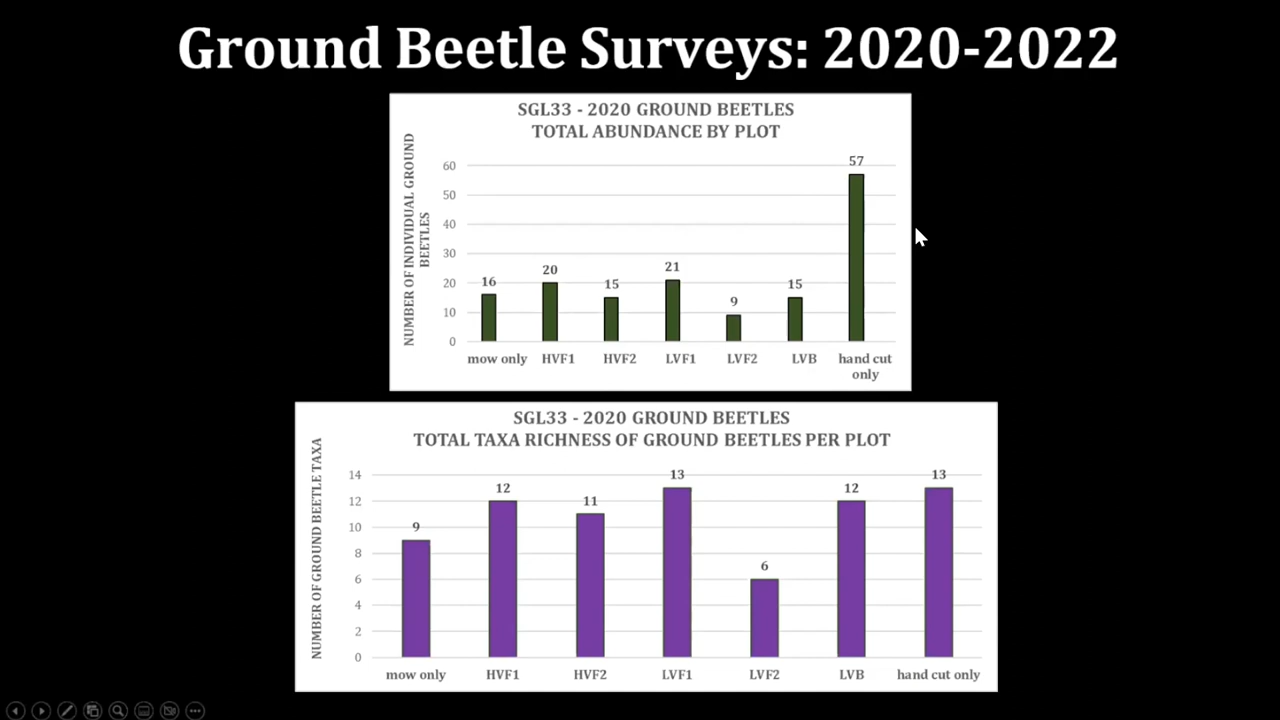 Ground Beetle Surveys: 2020-2022
SGL33 - 2020 GROUND BEETLES
TOTAL ABUNDANCE BY PLOT
NUMBER OF INDIVIDUAL GROUND
BEETLES
60
50
40
30
20
10
0
16
20
15
21
9
15
57
mow only
HVF1
HVF2
LVF1
LVF2
LVB
hand cut
only
SGL33 - 2020 GROUND BEETLES
TOTAL TAXA RICHNESS OF GROUND BEETLES PER PLOT
NUMBER OF GROUND BEETLE TAXA
14
12
10
8
6
4
2
0
9
12
11
13
6
12
13
mow only
HVF1
HVF2
LVF1
LVF2
LVB
hand cut only